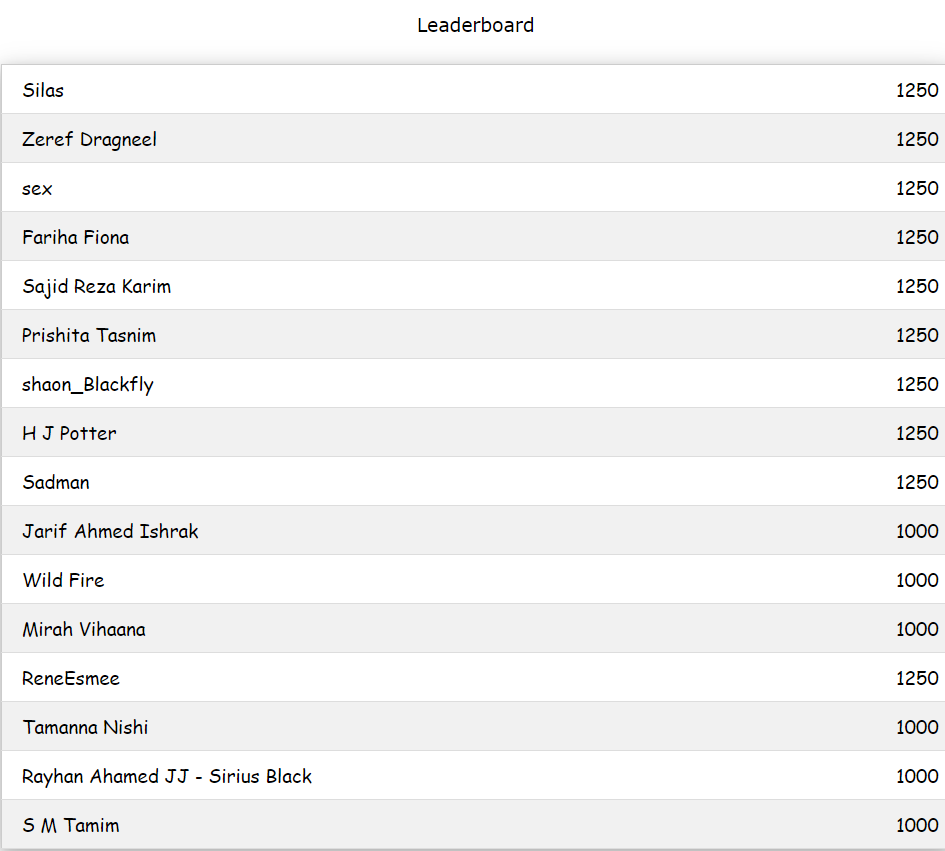 Leaderboard
Silas 1250
Zeref Dragneel 1250
sex 1250
Fariha Fiona 1250
Sajid Reza Karim 1250
Prishita Tasnim 1250
shaon_Blackfly 1250
H J Potter 1250
Sadman 1250
Jarif Ahmed Ishrak 1000
Wild Fire 1000
Mirah Vihaana 1000
ReneEsmee 1250
Tamanna Nishi 1000
Rayhan Ahamed JJ - Sirius Black 1000
S M Tamim 1000